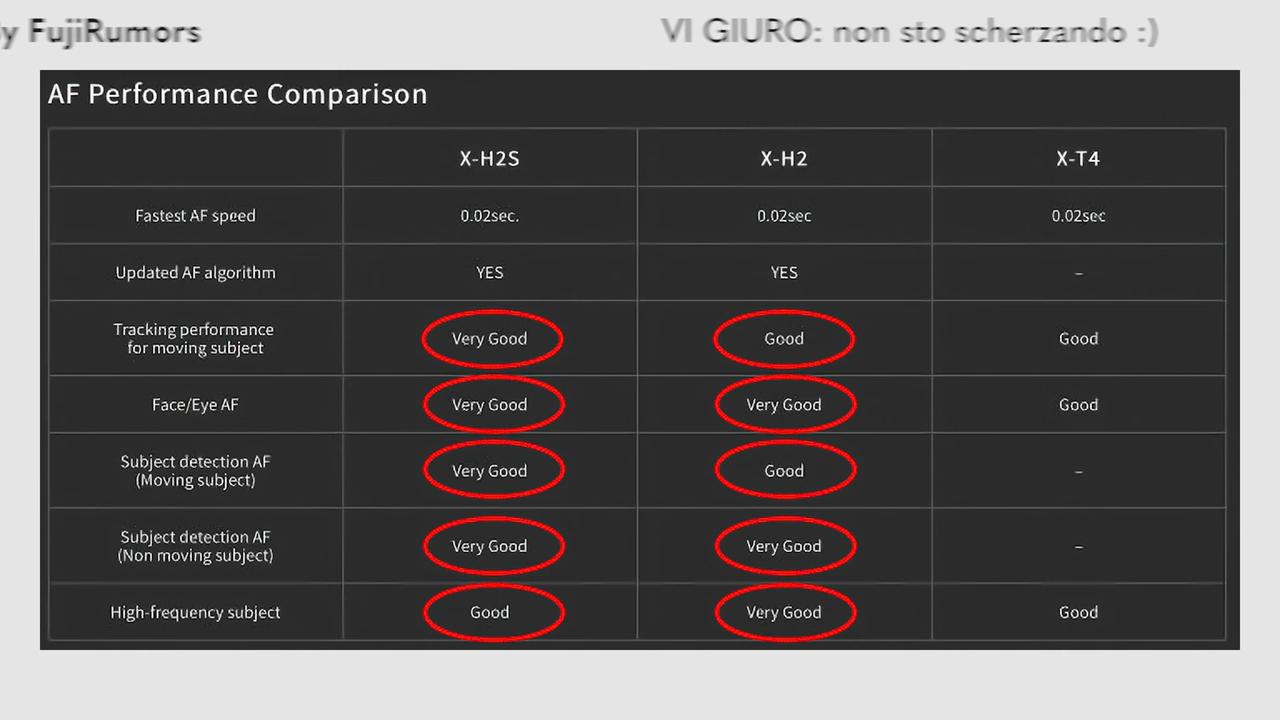 By FujiRumors
VI GIURO: non sto scherzando :)
AF Performance Comparison
X-H2S X-H2 X-T4
Fastest AF speed 0.02sec. 0.02sec 0.02sec
Updated AF algorithm YES YES –
Tracking performance
for moving subject Very Good Good Good
Face/Eye AF Very Good Very Good Good
Subject detection AF
(Moving subject) Very Good Good –
Subject detection AF
(Non moving subject) Very Good Very Good –
High-frequency subject Good Very Good Good